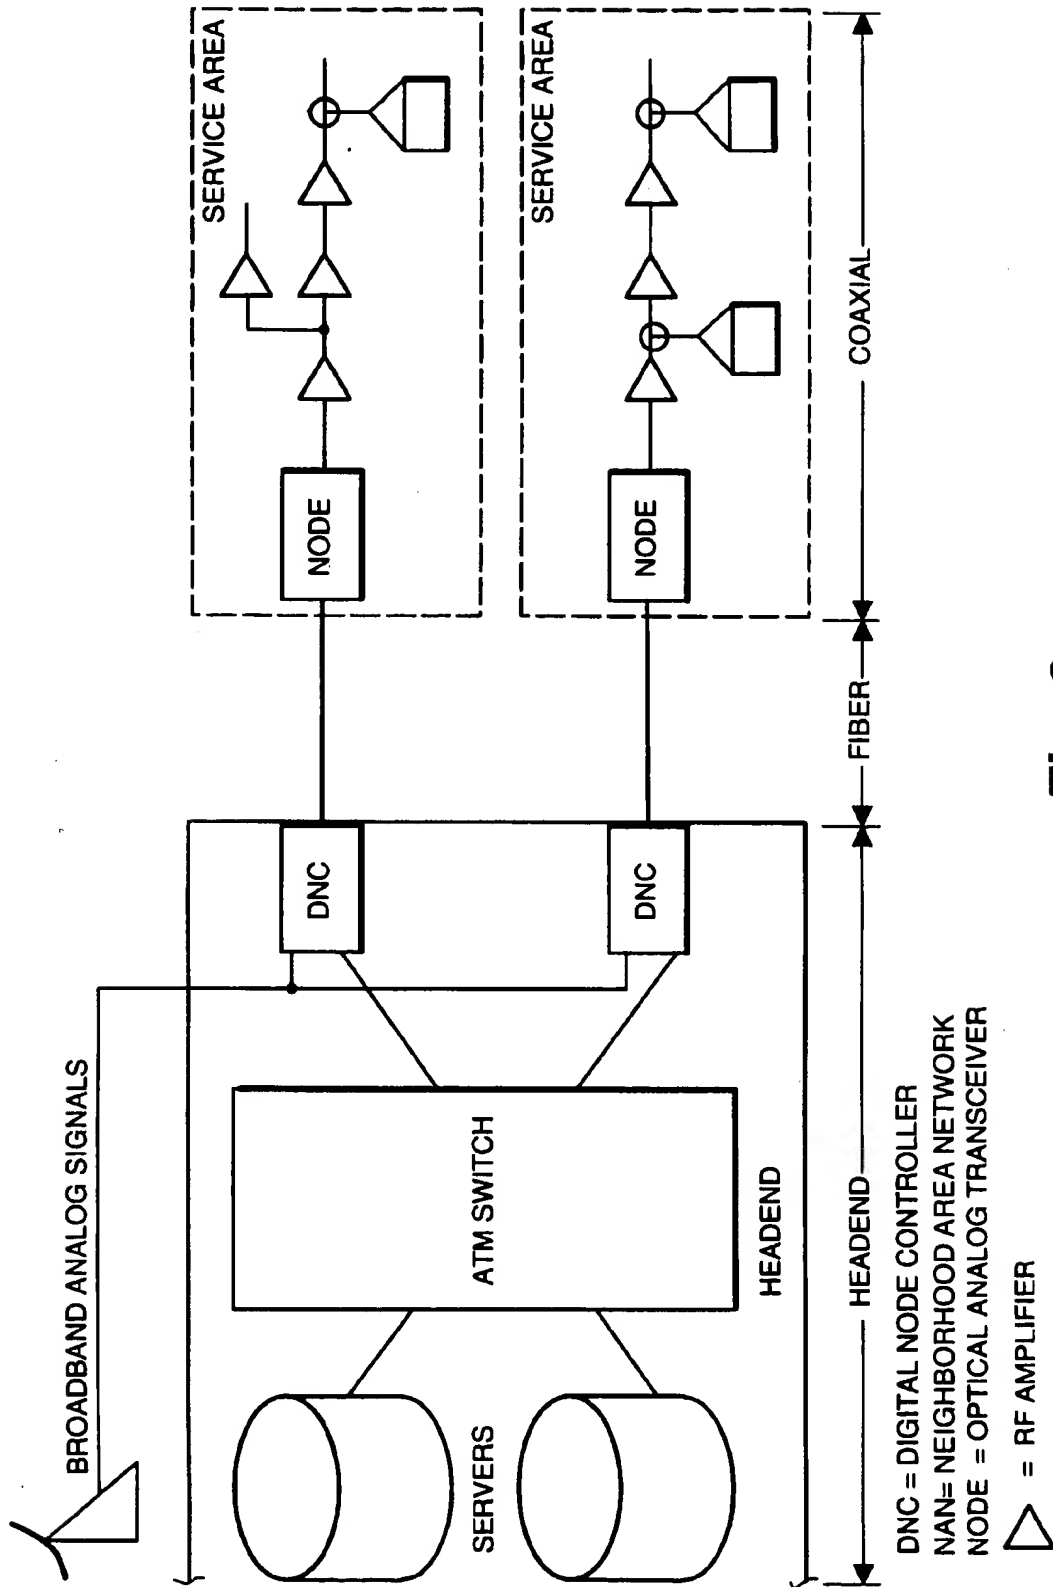 BROADBAND ANALOG SIGNALS
SERVERS
ATM SWITCH
HEADEND
DNC
DNC
NODE
NODE
SERVICE AREA
SERVICE AREA
HEADEND
FIBER
COAXIAL
DNC = DIGITAL NODE CONTROLLER
NAN= NEIGHBORHOOD AREA NETWORK
NODE = OPTICAL ANALOG TRANSCEIVER
= RF AMPLIFIER